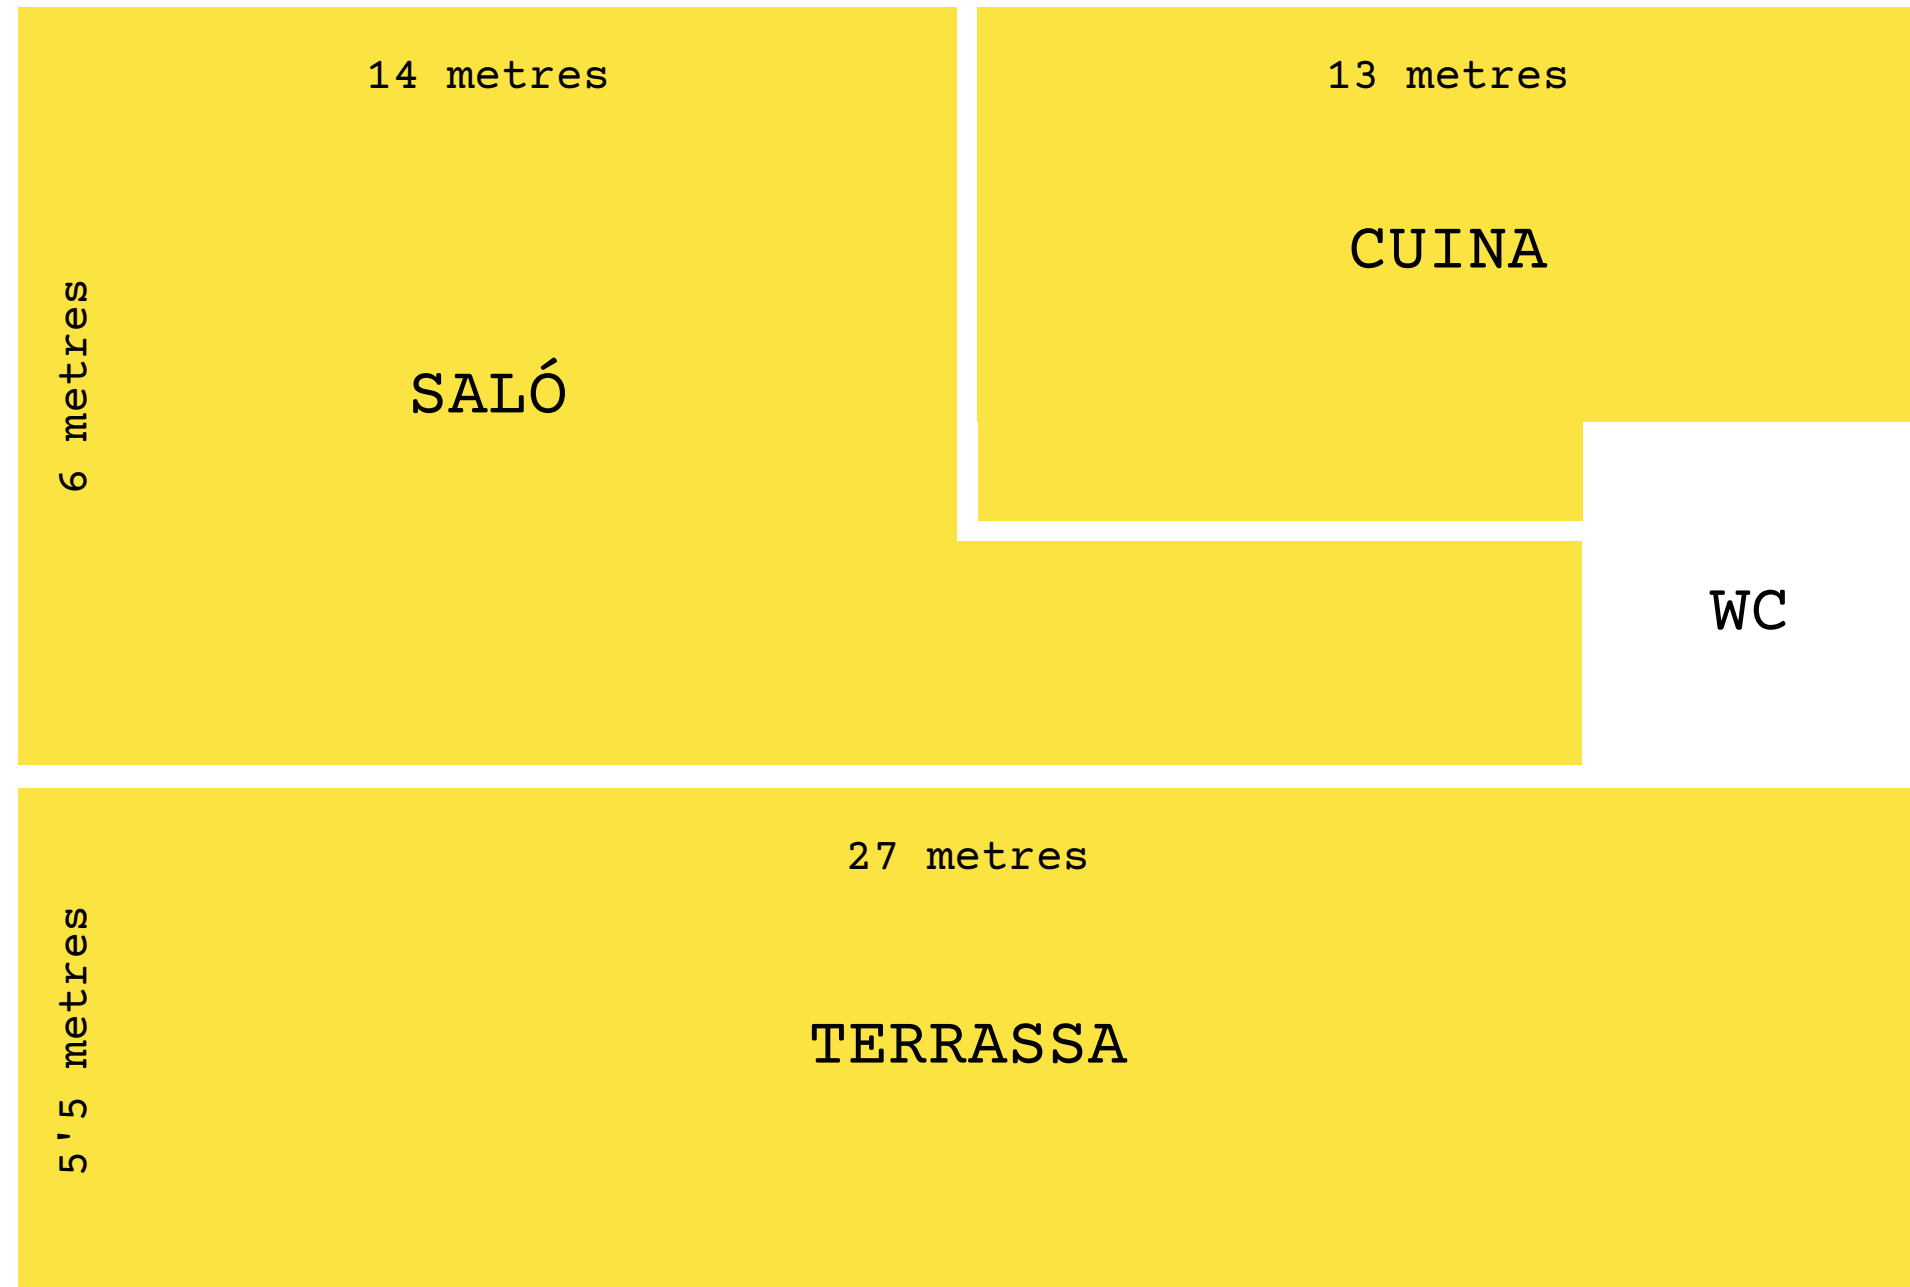 14 metres
13 metres
CUINA
6 metres
SALÓ
WC
27 metres
5'5 metres
TERRASSA